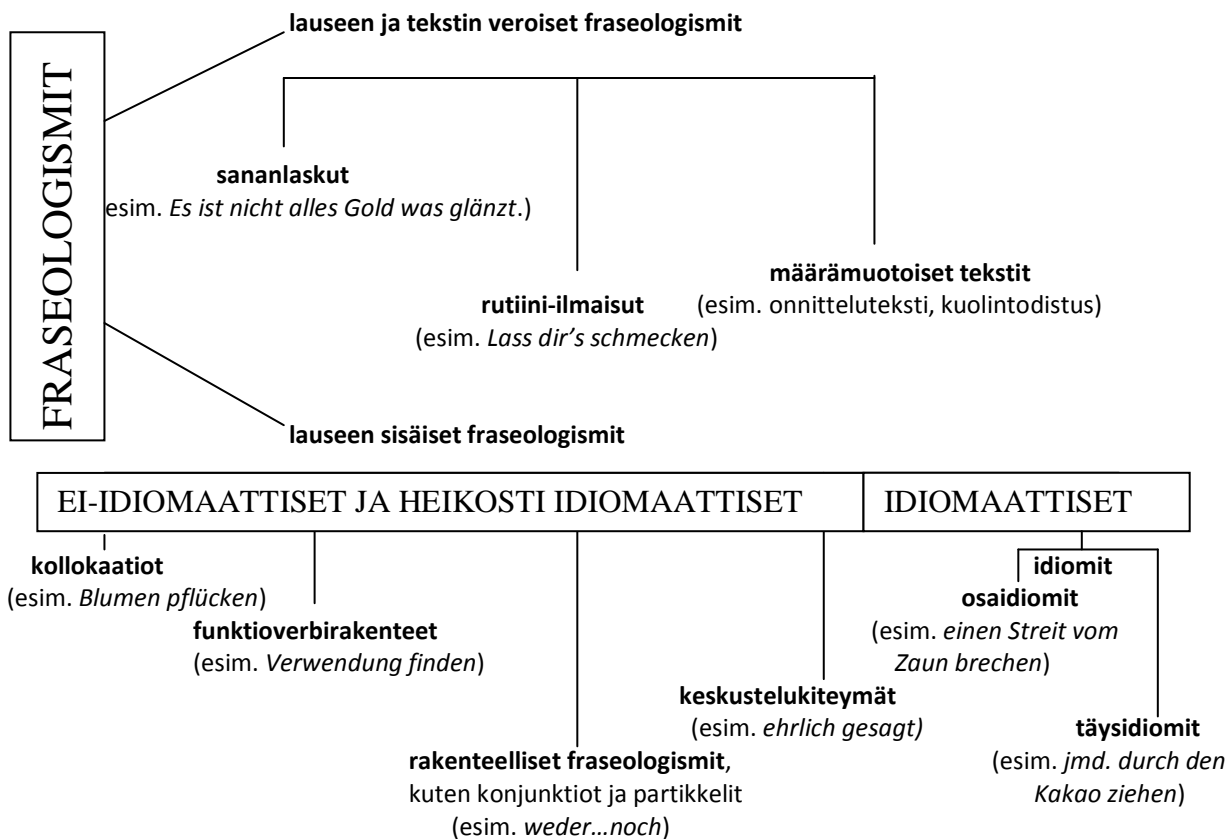 FRASEOLOGISMIT
lauseen ja tekstin veroiset fraseologismit
sananlaskut
(esim. Es ist nicht alles Gold was glänzt.)
rutiini-ilmaisut
(esim. Lass dir’s schmecken)
määrämuotoiset tekstit
(esim. onnitteluteksti, kuolintodistus)
lauseen sisäiset fraseologismit
EI-IDIOMAATTISET JA HEIKOSTI IDIOMAATTISET
IDIOMAATTISET
kollokaatiot
(esim. Blumen pflücken)
funktioverbirakenteet
(esim. Verwendung finden)
rakenteelliset fraseologismit,
kuten konjunktiot ja partikkelit
(esim. weder...noch)
keskustelukiteymät
(esim. ehrlich gesagt)
idiomit
osaidiomit
(esim. einen Streit vom
Zaun brechen)
täysidiomit
(esim. jmd. durch den
Kakao ziehen)